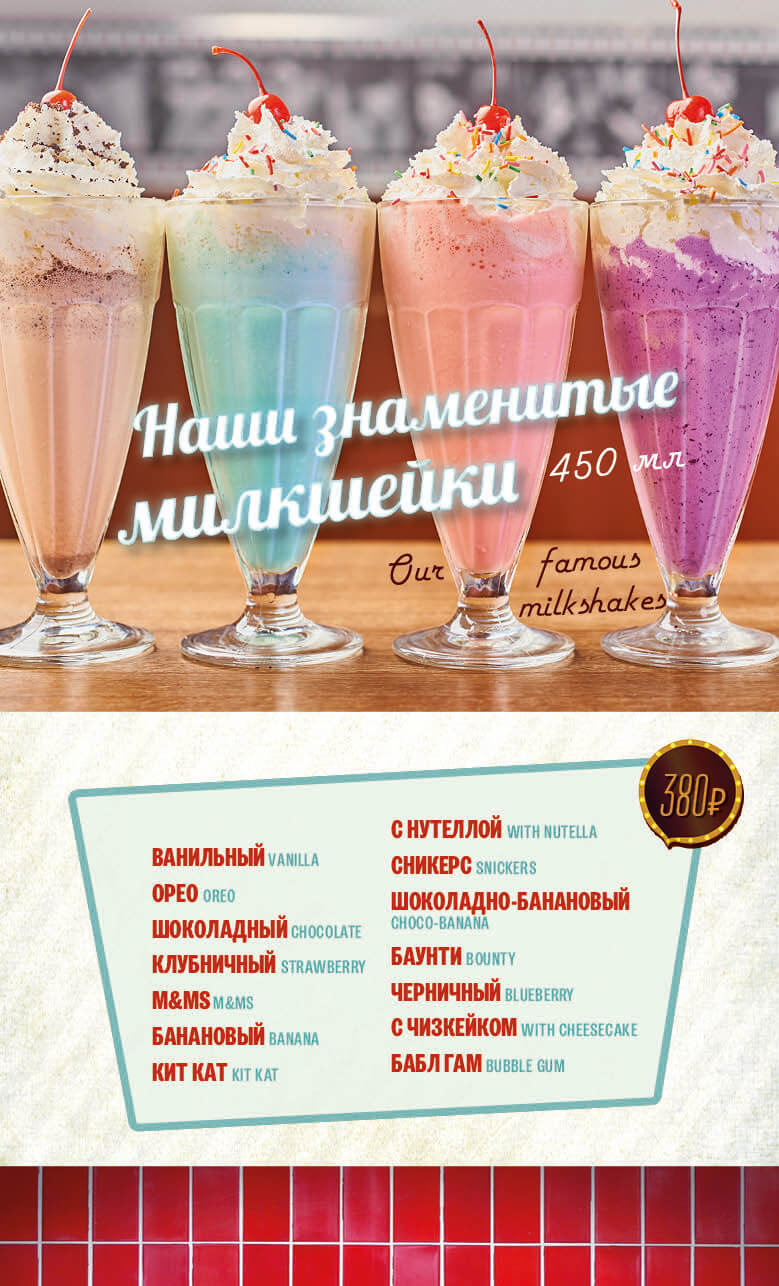 Наши знаменитые
милкшейки 450 мл
Our famous
milkshakes
380₽
ВАНИЛЬНЫЙ VANILLA
ОРЕО OREO
ШОКОЛАДНЫЙ CHOCOLATE
КЛУБНИЧНЫЙ STRAWBERRY
M&MS M&MS
БАНАНОВЫЙ BANANA
КИТ КАТ KIT KAT
С НУТЕЛЛОЙ WITH NUTELLA
СНИКЕРС SNICKERS
ШОКОЛАДНО-БАНАНОВЫЙ
CHOCO-BANANA
БАУНТИ BOUNTY
ЧЕРНИЧНЫЙ BLUEBERRY
С ЧИЗКЕЙКОМ WITH CHEESECAKE
БАБЛ ГАМ BUBBLE GUM